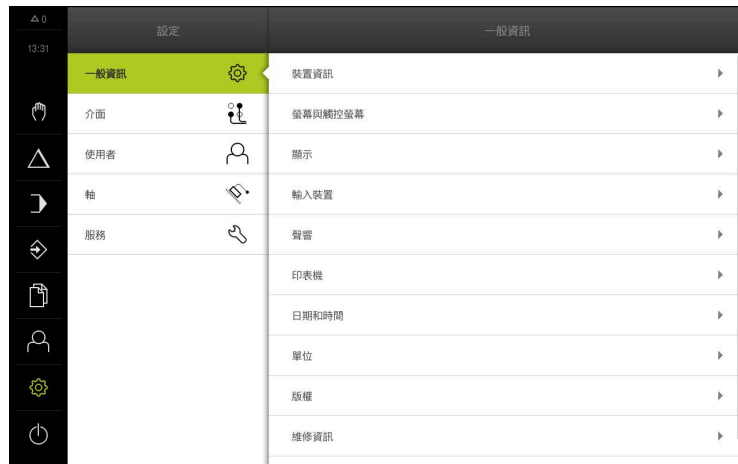 0
13:31
設定
一般資訊
介面
使用者
軸
服務
一般資訊
裝置資訊
螢幕與觸控螢幕
顯示
輸入裝置
聲響
印表機
日期和時間
單位
版權
維修資訊